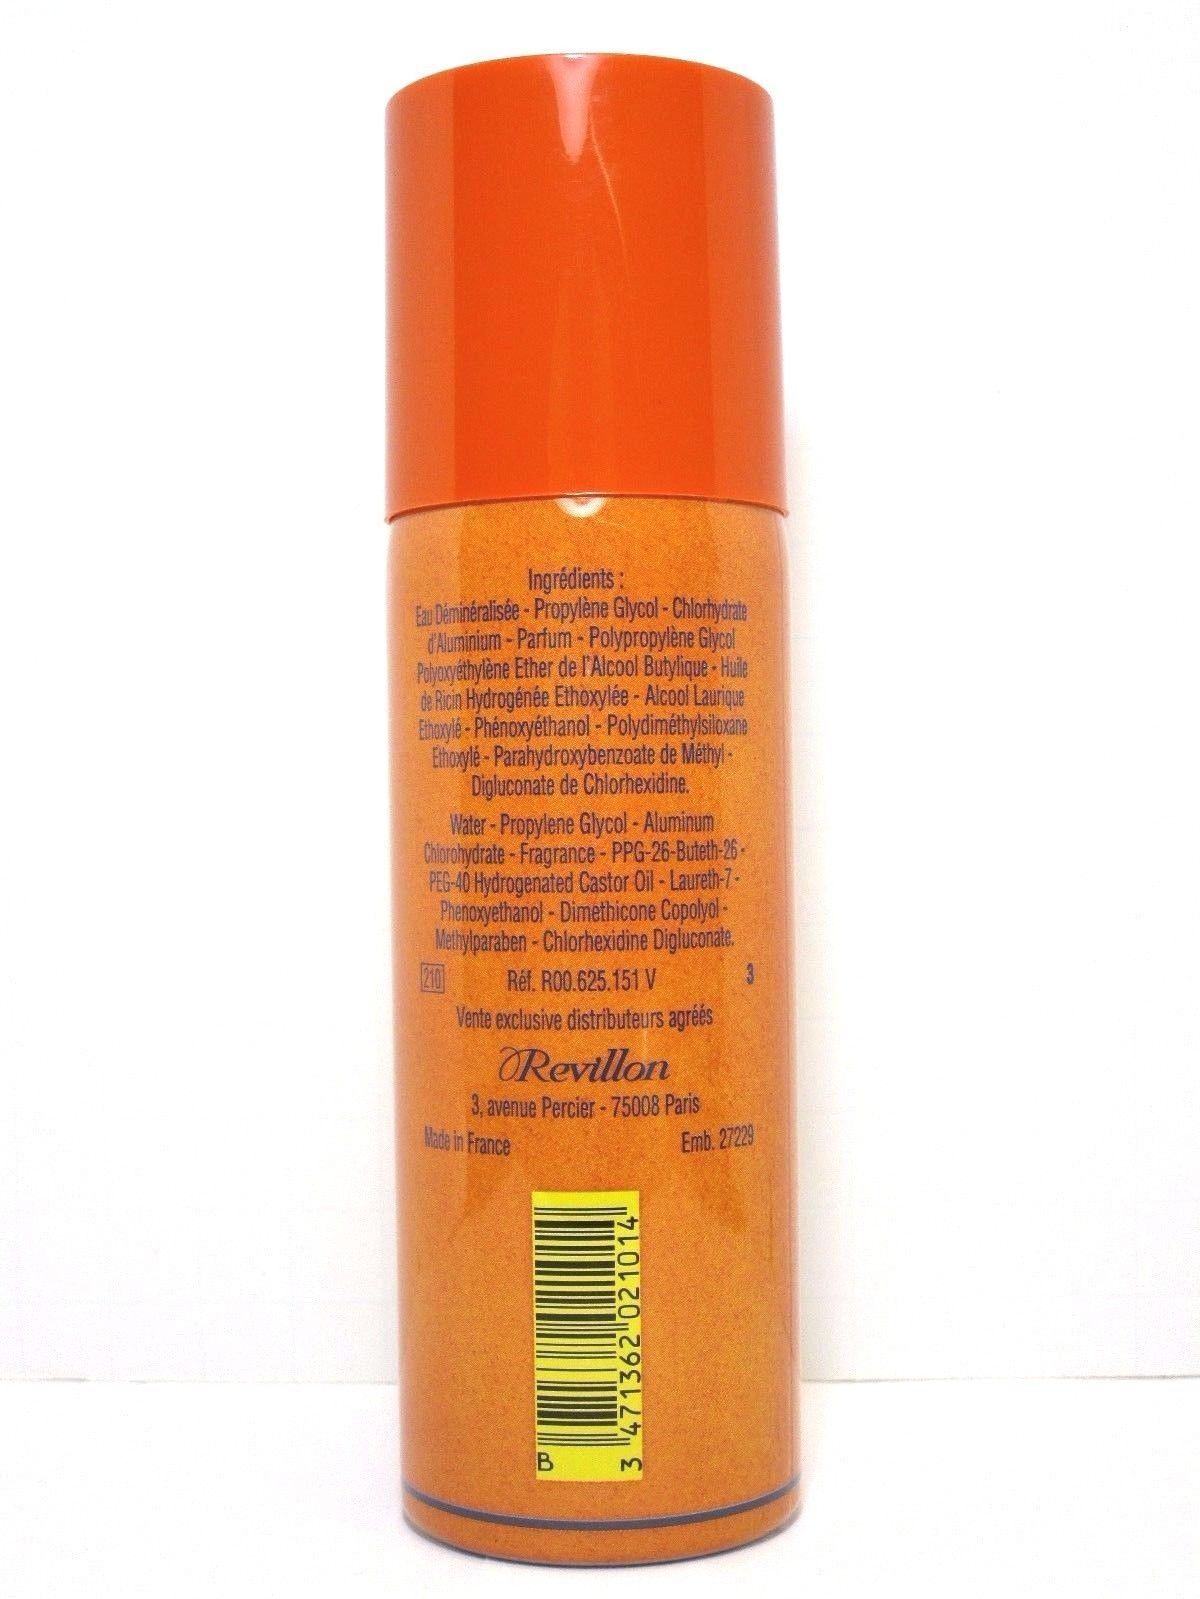 Ingrédients :
Eau Déminéralisée - Propylène Glycol - Chlorhydrate
d'Aluminium - Parfum - Polypropylène Glycol
Polyoxyéthylène Ether de l'Alcool Butylique - Huile
de Ricin Hydrogénée Ethoxylée - Alcool Laurique
Ethoxylé - Phénoxyéthanol - Polydiméthylsiloxane
Ethoxylé - Parahydroxybenzoate de Méthyl -
Digluconate de Chlorhexidine.
Water - Propylene Glycol - Aluminum
Chlorohydrate - Fragrance - PPG-26-Buteth-26 -
PEG-40 Hydrogenated Castor Oil - Laureth-7 -
Phenoxyethanol - Dimethicone Copolyol -
Methylparaben - Chlorhexidine Digluconate.
210 Réf. R00.625.151 V 3
Vente exclusive distributeurs agréés
Revillon
3, avenue Percier - 75008 Paris
Made in France Emb. 27229
B
3 471362 021014